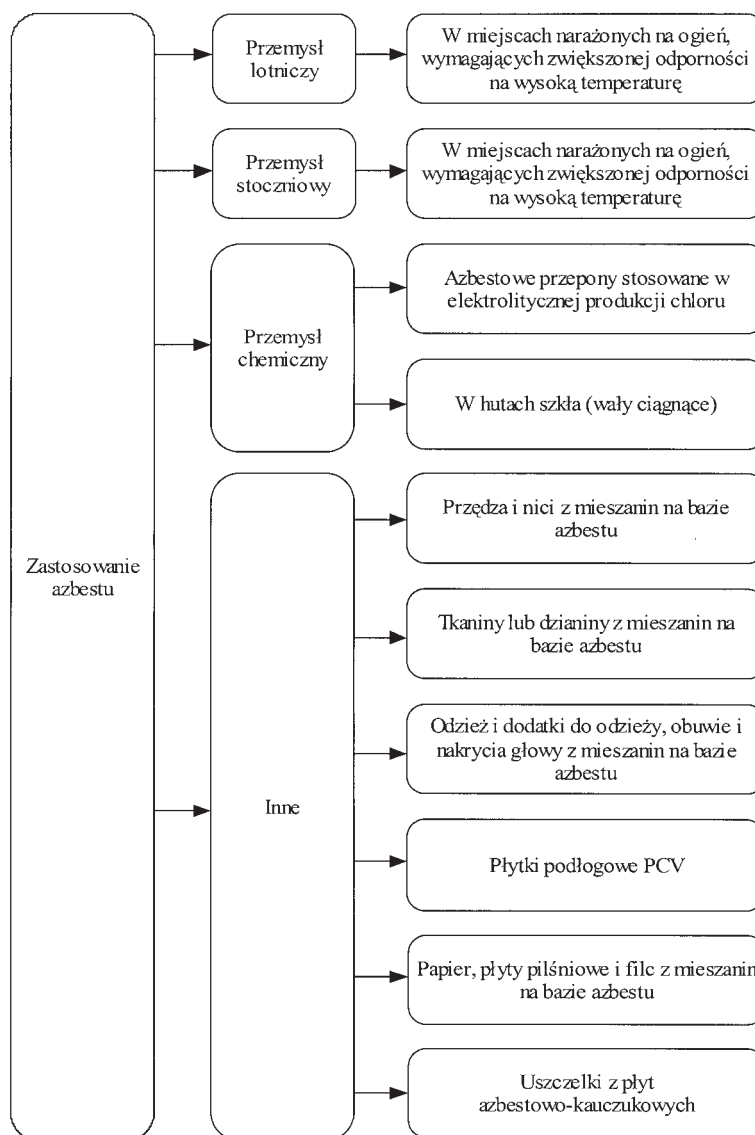 Zastosowanie
azbestu
Przemysł
lotniczy
W miejscach narażonych na ogień,
wymagających zwiększonej odporności
na wysoką temperaturę
Przemysł
stoczniowy
W miejscach narażonych na ogień,
wymagających zwiększonej odporności
na wysoką temperaturę
Przemysł
chemiczny
Azbestowe przepony stosowane w
elektrolitycznej produkcji chloru
W hutach szkła (wały ciągnące)
Inne
Przędza i nici z mieszanin na bazie
azbestu
Tkaniny lub dzianiny z mieszanin na
bazie azbestu
Odzież i dodatki do odzieży, obuwie i
nakrycia głowy z mieszanin na bazie
azbestu
Płytki podłogowe PCV
Papier, płyty pilśniowe i filc z mieszanin
na bazie azbestu
Uszczelki z płyt
azbestowo-kauczukowych